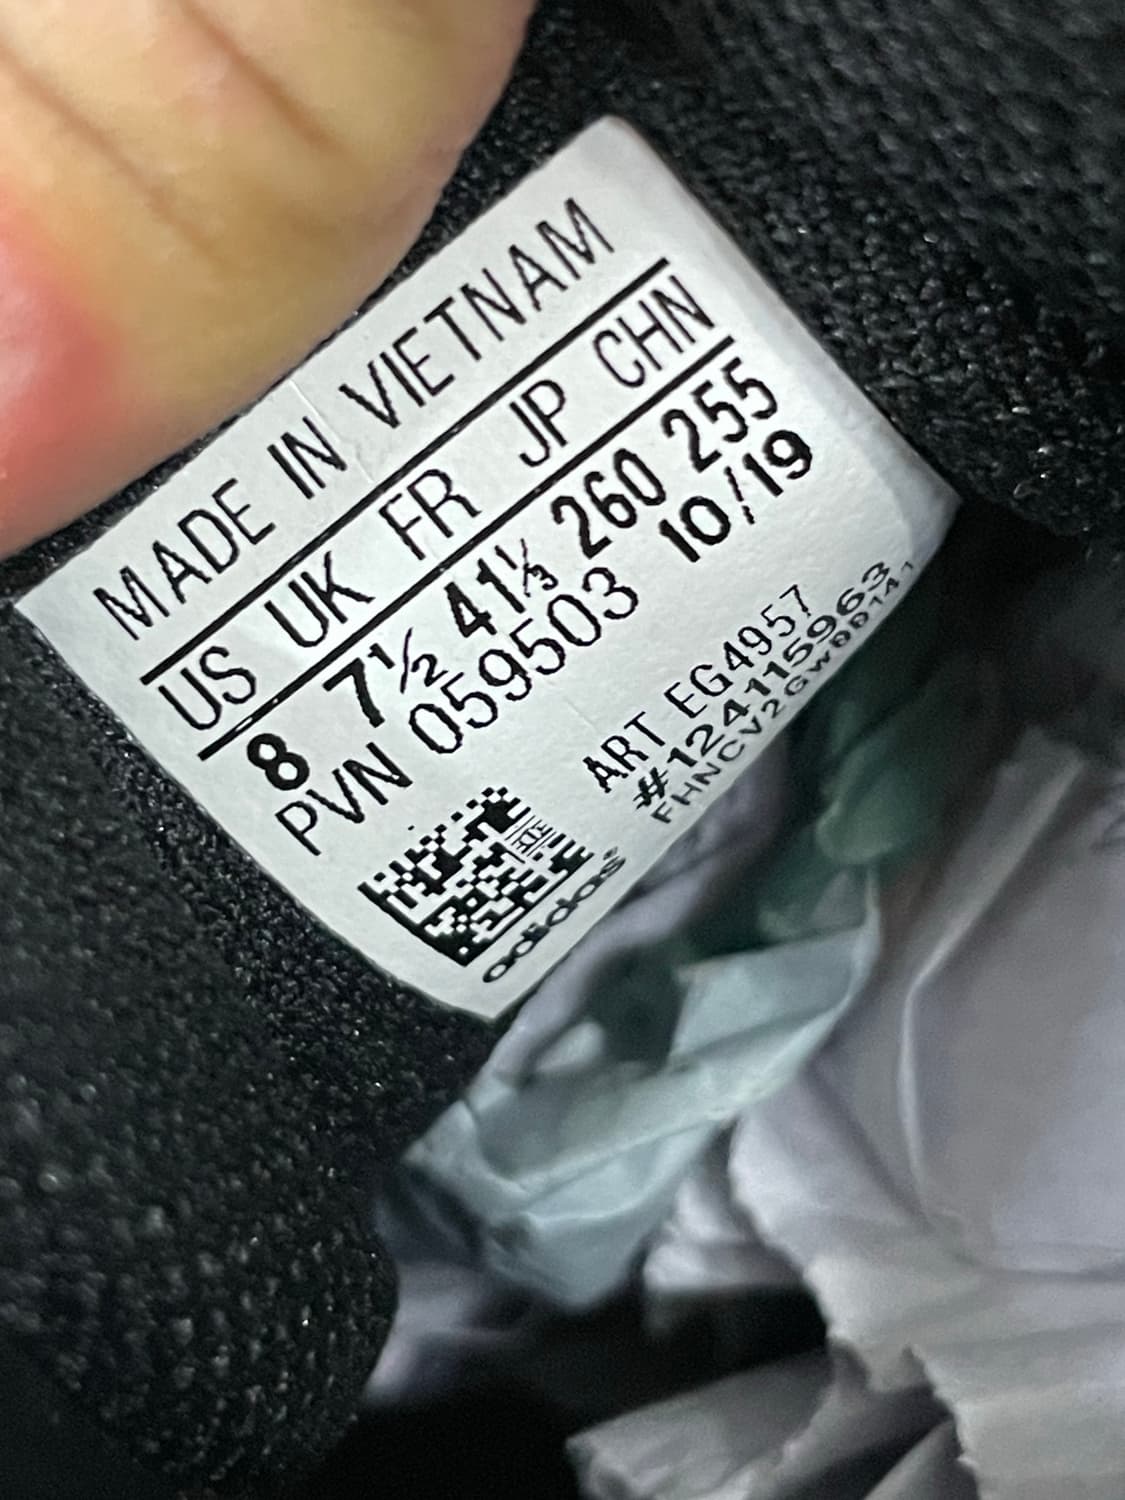 MADE IN VIETNAM
US UK FR JP CHN
8 7½ 41⅓ 260 255
PVN 059503 10/19
ART EG4957
#1241159963
adidas®